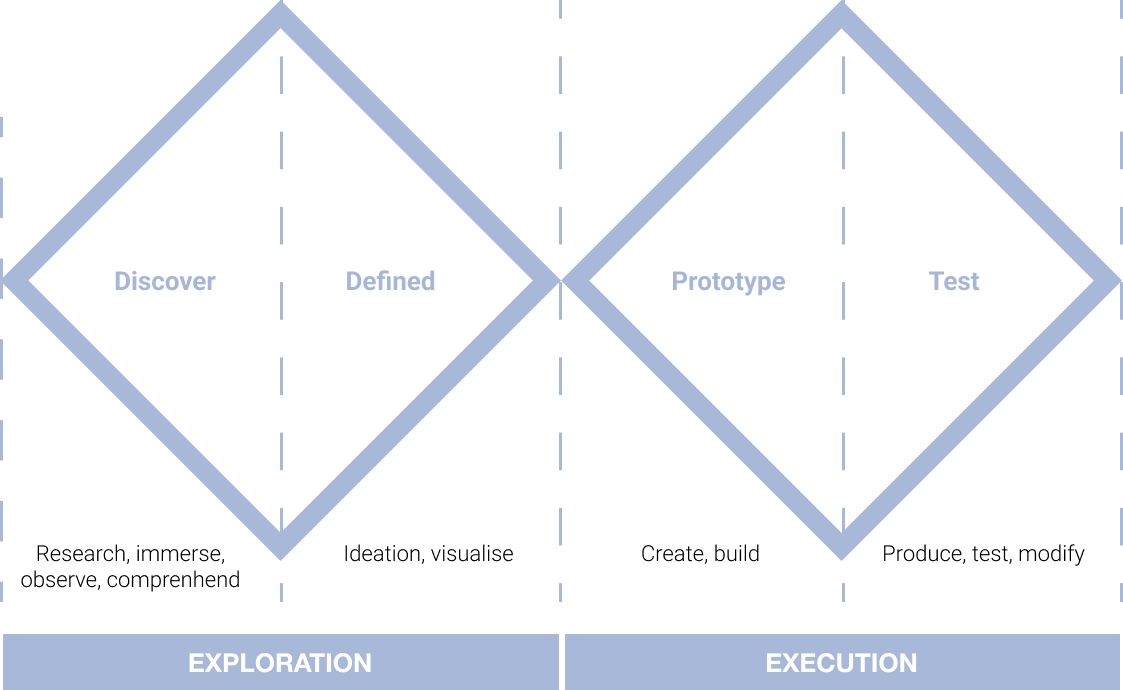 Discover
Defined
Prototype
Test
Research, immerse,
observe, comprenhend
Ideation, visualise
Create, build
Produce, test, modify
EXPLORATION
EXECUTION